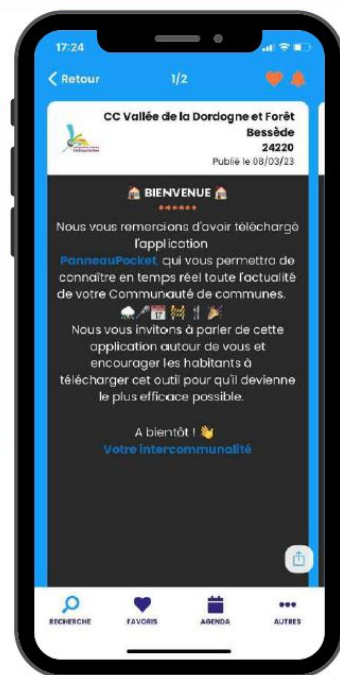 17:24
Retour
1/2
CC Vallée de la Dordogne et Forêt
Bessède
24220
Publié le 08/03/23
BIENVENUE
Nous vous remercions d'avoir téléchargé
l'application
PanneauPocket, qui vous permettra de
connaître en temps réel toute l'actualité
de votre Communauté de communes.
Nous vous invitons à parler de cette
application autour de vous et
encourager les habitants à
télécharger cet outil pour qu'il devienne
le plus efficace possible.
A bientôt !
Votre intercommunalité
RECHERCHE
FAVORIS
AGENDA
AUTRES